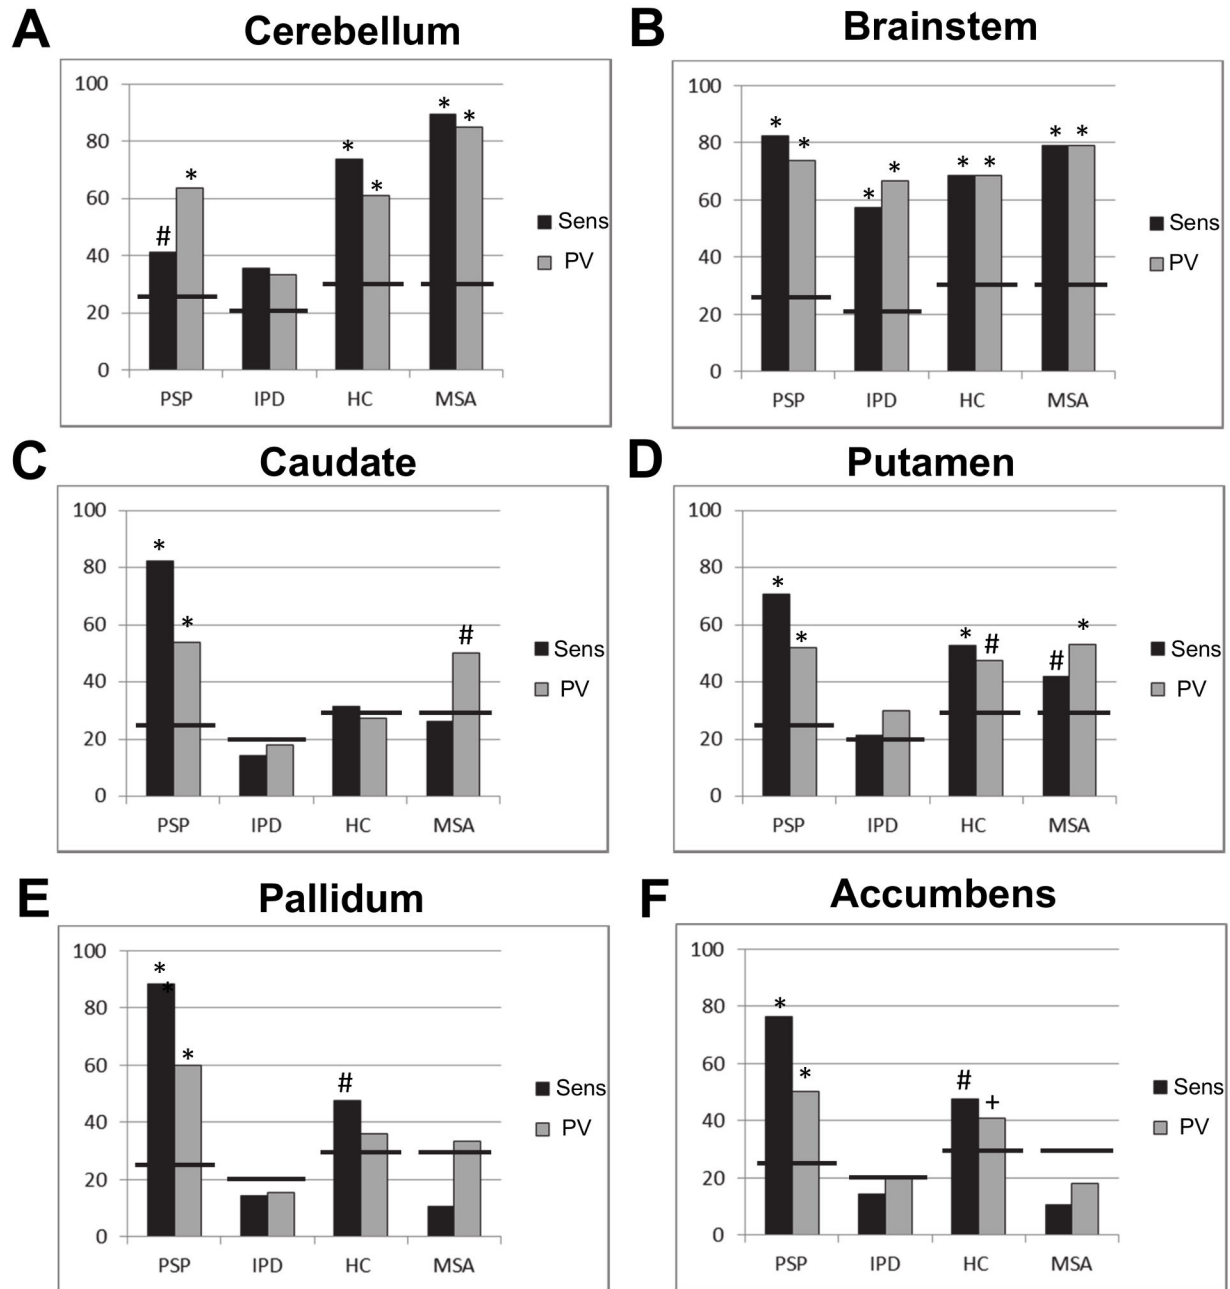 A Cerebellum
100
80
60
40
20
0
* * * * * *
#
PSP IPD HC MSA
Sens
PV
B Brainstem
100
80
60
40
20
0
* * * * * * * *
PSP IPD HC MSA
Sens
PV
C Caudate
100
80
60
40
20
0
* * #
PSP IPD HC MSA
Sens
PV
D Putamen
100
80
60
40
20
0
* * * # # *
PSP IPD HC MSA
Sens
PV
E Pallidum
100
80
60
40
20
0
* * * #
PSP IPD HC MSA
Sens
PV
F Accumbens
100
80
60
40
20
0
* * # +
PSP IPD HC MSA
Sens
PV